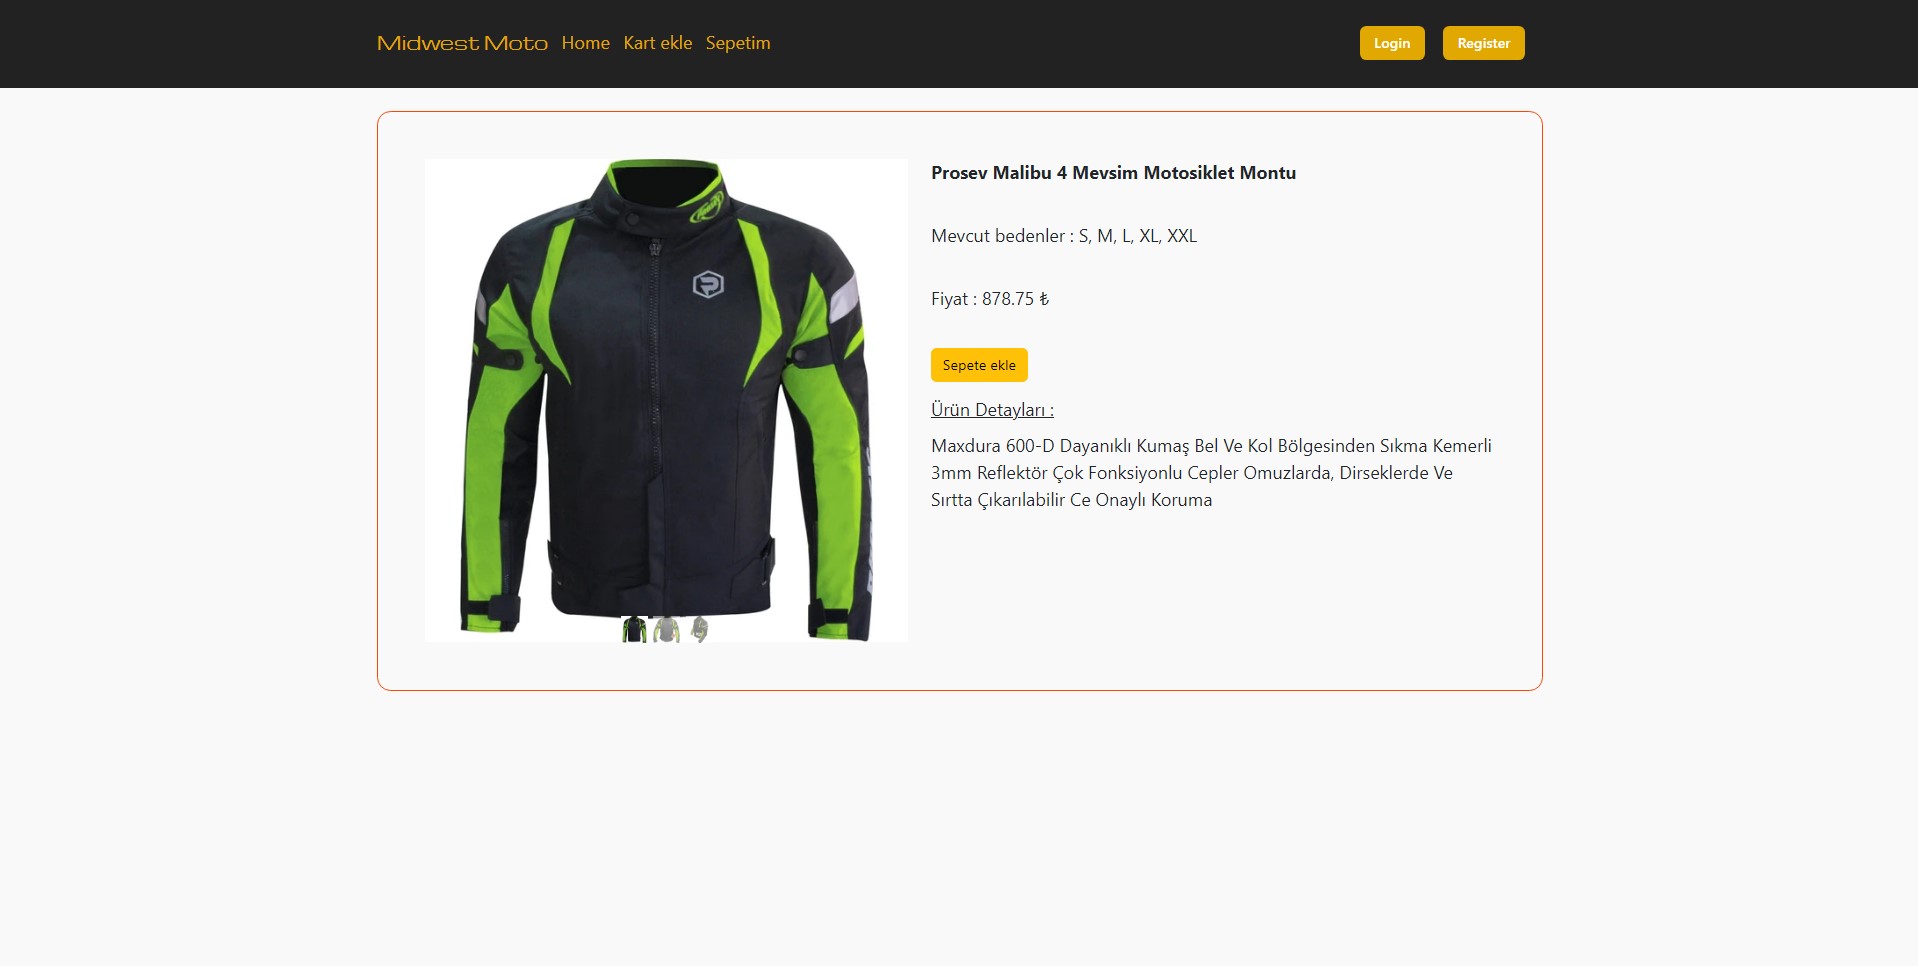 Midwest Moto Home Kart ekle Sepetim Login Register
Prosev Malibu 4 Mevsim Motosiklet Montu
Mevcut bedenler : S, M, L, XL, XXL
Fiyat : 878.75 ₺
Sepete ekle
Ürün Detayları :
Maxdura 600-D Dayanıklı Kumaş Bel Ve Kol Bölgesinden Sıkma Kemerli
3mm Reflektör Çok Fonksiyonlu Cepler Omuzlarda, Dirseklerde Ve
Sırtta Çıkarılabilir Ce Onaylı Koruma